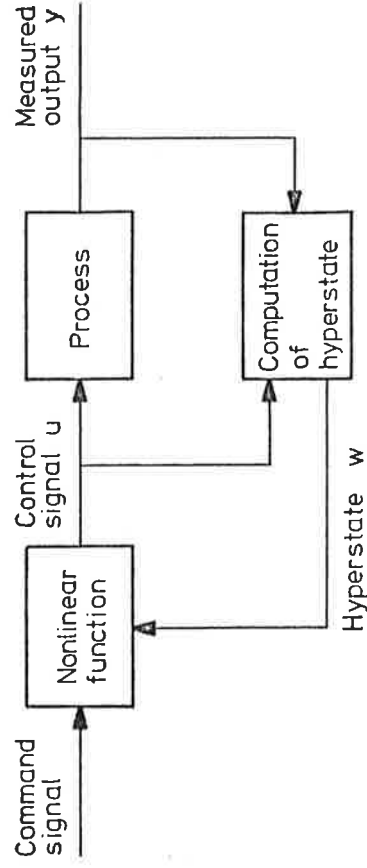 Command
signal
Nonlinear
function
Control
signal u
Process
Measured
output y
Computation
of
hyperstate
Hyperstate w